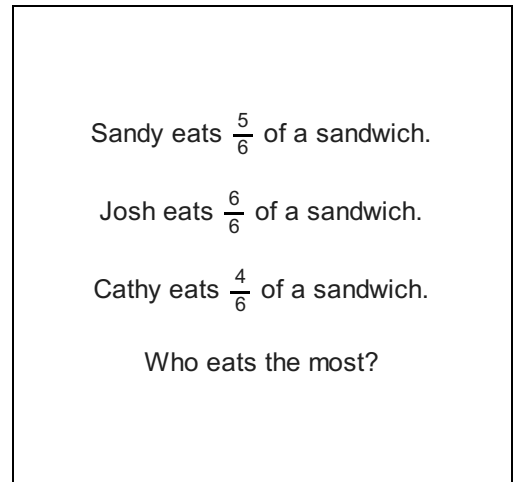 Sandy eats 5/6 of a sandwich.
Josh eats 6/6 of a sandwich.
Cathy eats 4/6 of a sandwich.
Who eats the most?